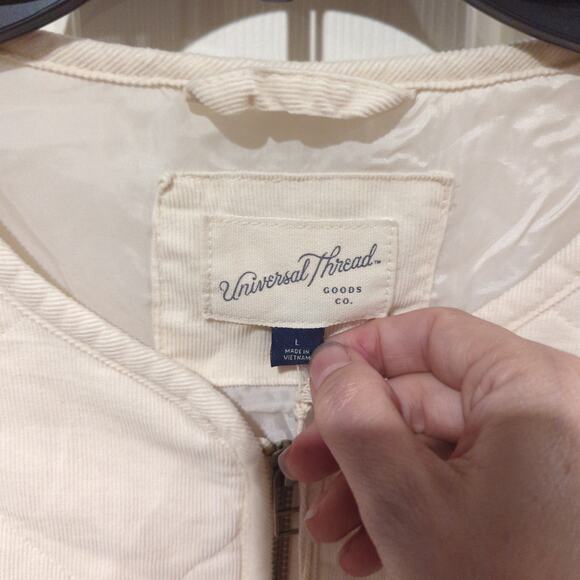 Universal Thread™
GOODS
CO.
L
MADE IN
VIETNAM